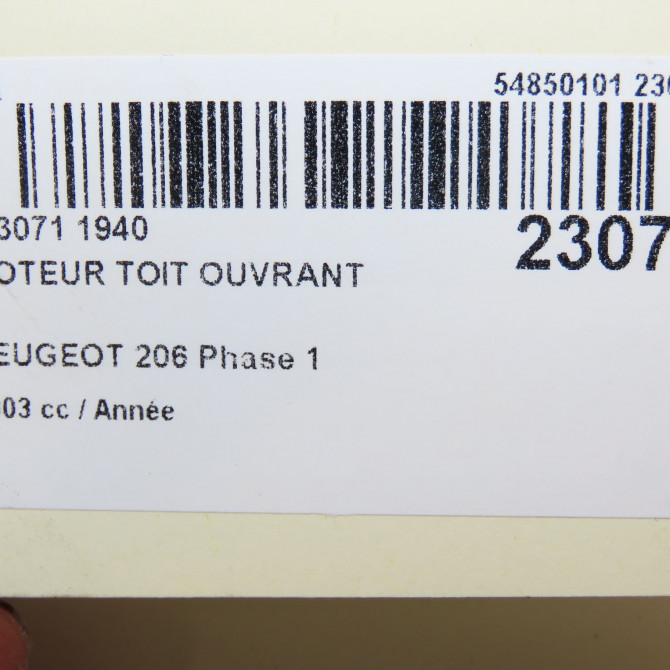 54850101 230
3071 1940
2307
OTEUR TOIT OUVRANT
EUGEOT 206 Phase 1
03 cc / Année